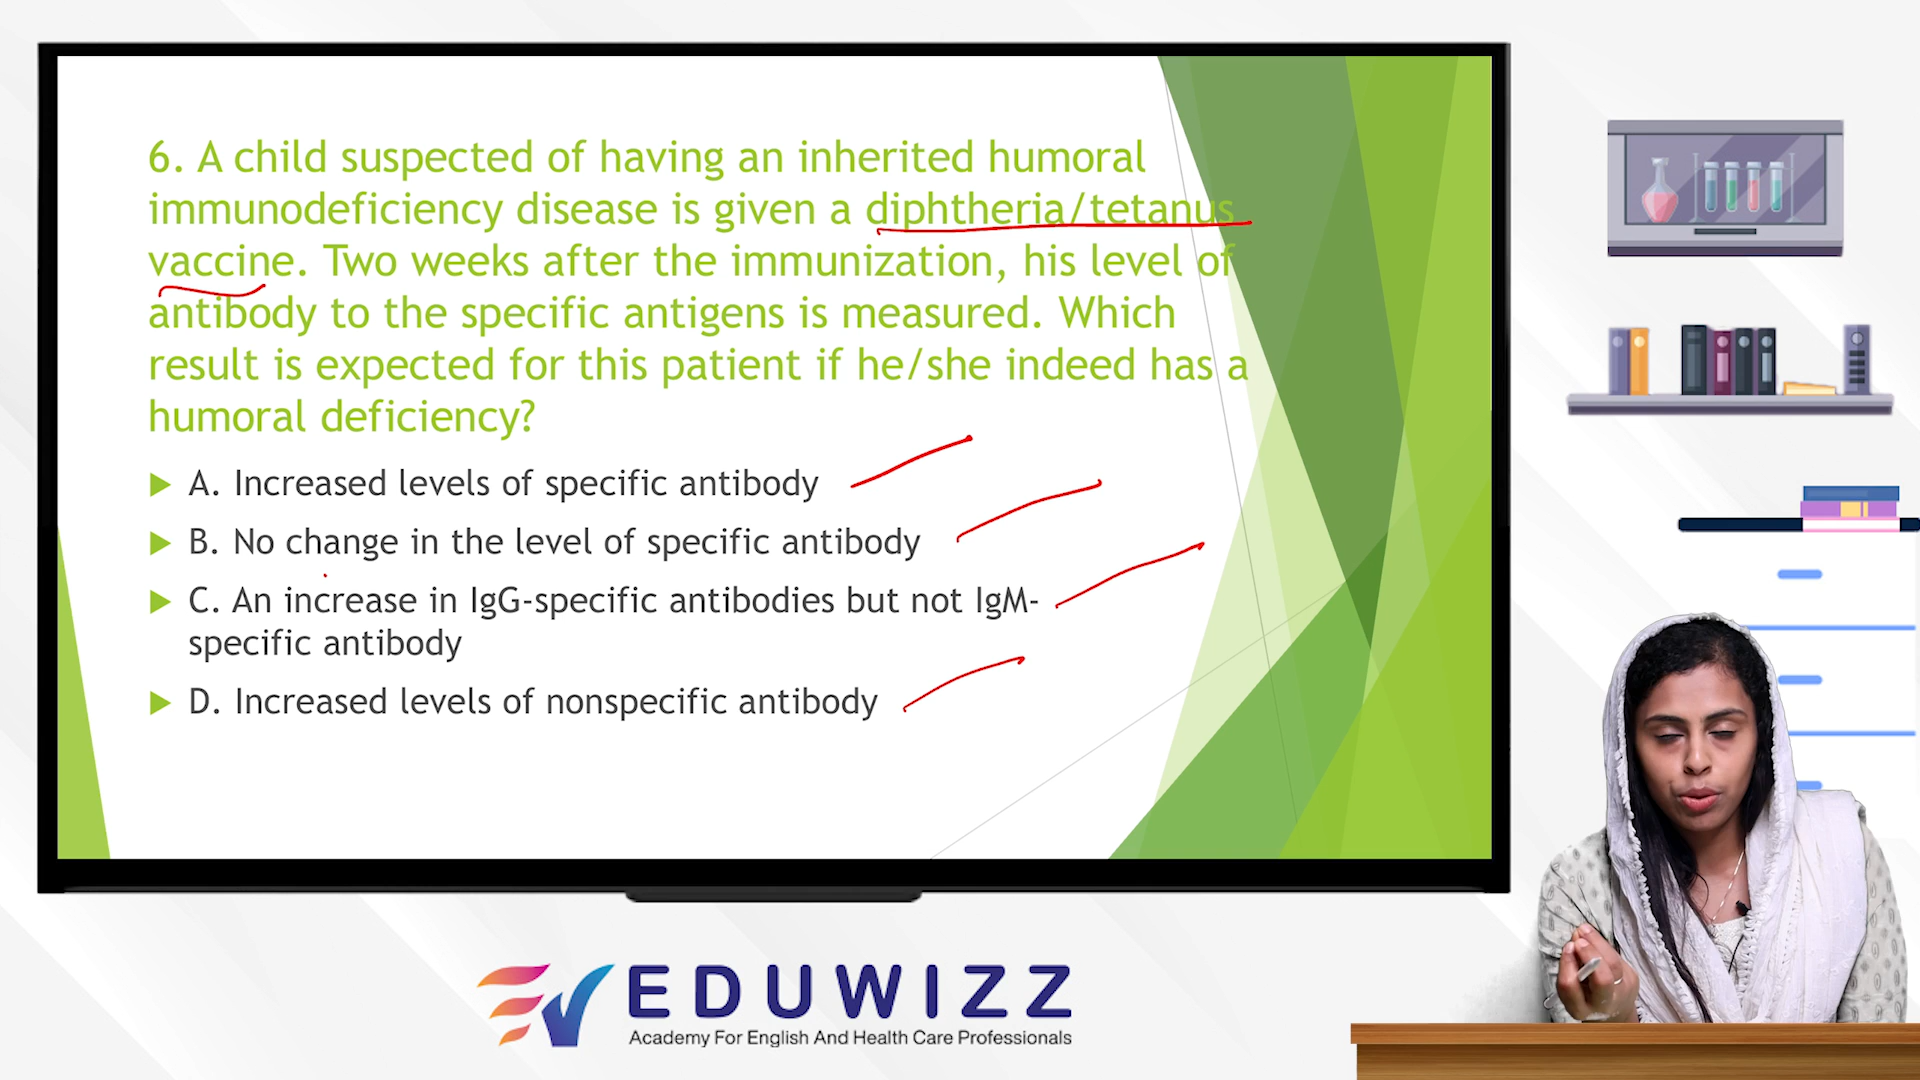 6. A child suspected of having an inherited humoral
immunodeficiency disease is given a diphtheria/tetanus
vaccine. Two weeks after the immunization, his level of
antibody to the specific antigens is measured. Which
result is expected for this patient if he/she indeed has a
humoral deficiency?
A. Increased levels of specific antibody
B. No change in the level of specific antibody
C. An increase in IgG-specific antibodies but not IgM-
specific antibody
D. Increased levels of nonspecific antibody
EDUWIZZ
Academy For English And Health Care Professionals